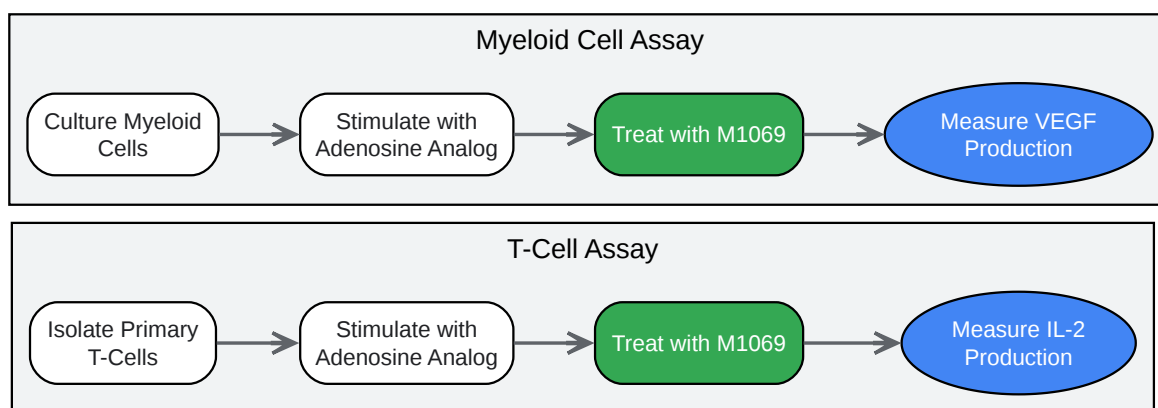 Myeloid Cell Assay
Culture Myeloid
Cells
Stimulate with
Adenosine Analog
Treat with M1069
Measure VEGF
Production
T-Cell Assay
Isolate Primary
T-Cells
Stimulate with
Adenosine Analog
Treat with M1069
Measure IL-2
Production